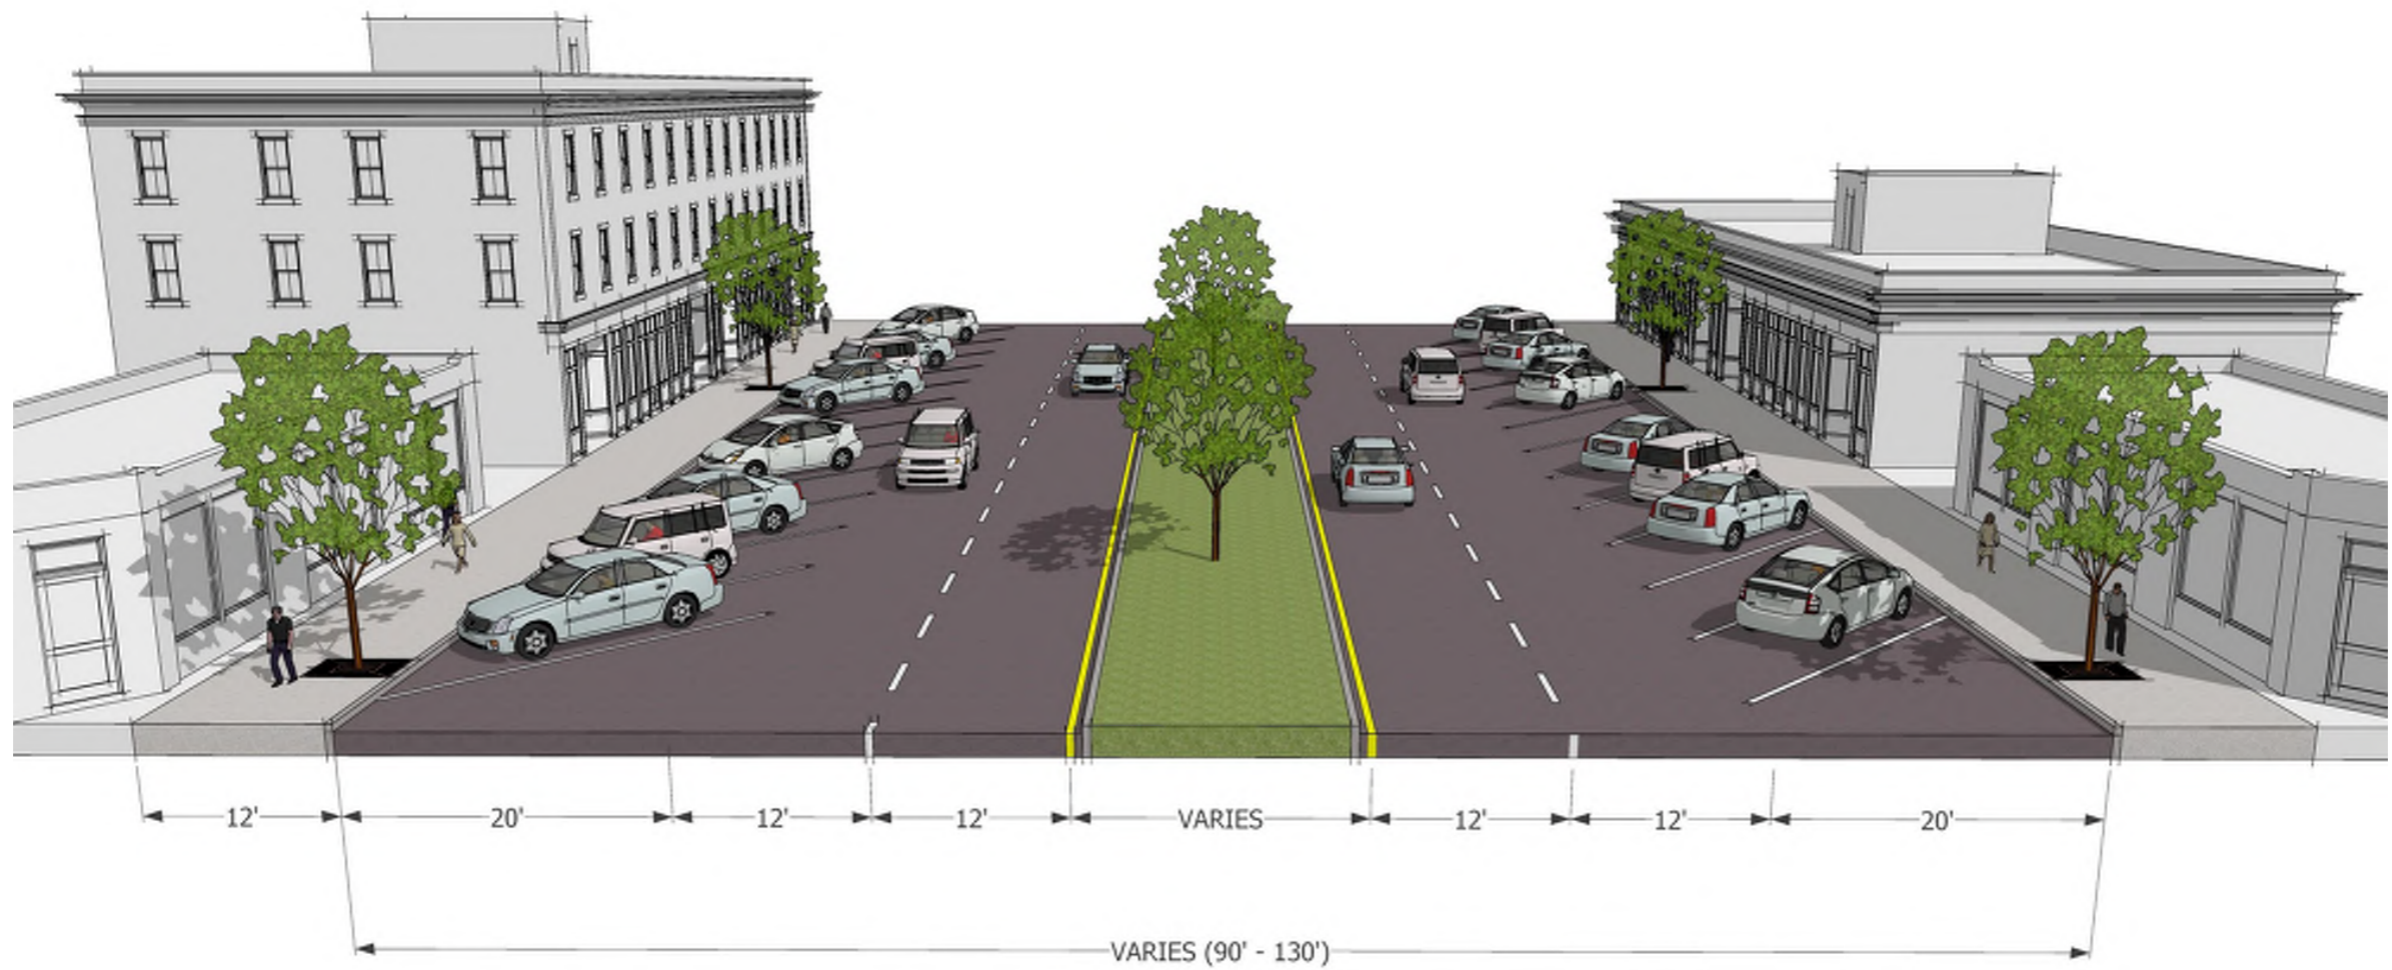 12' 20' 12' 12' VARIES 12' 12' 20'
VARIES (90' - 130')